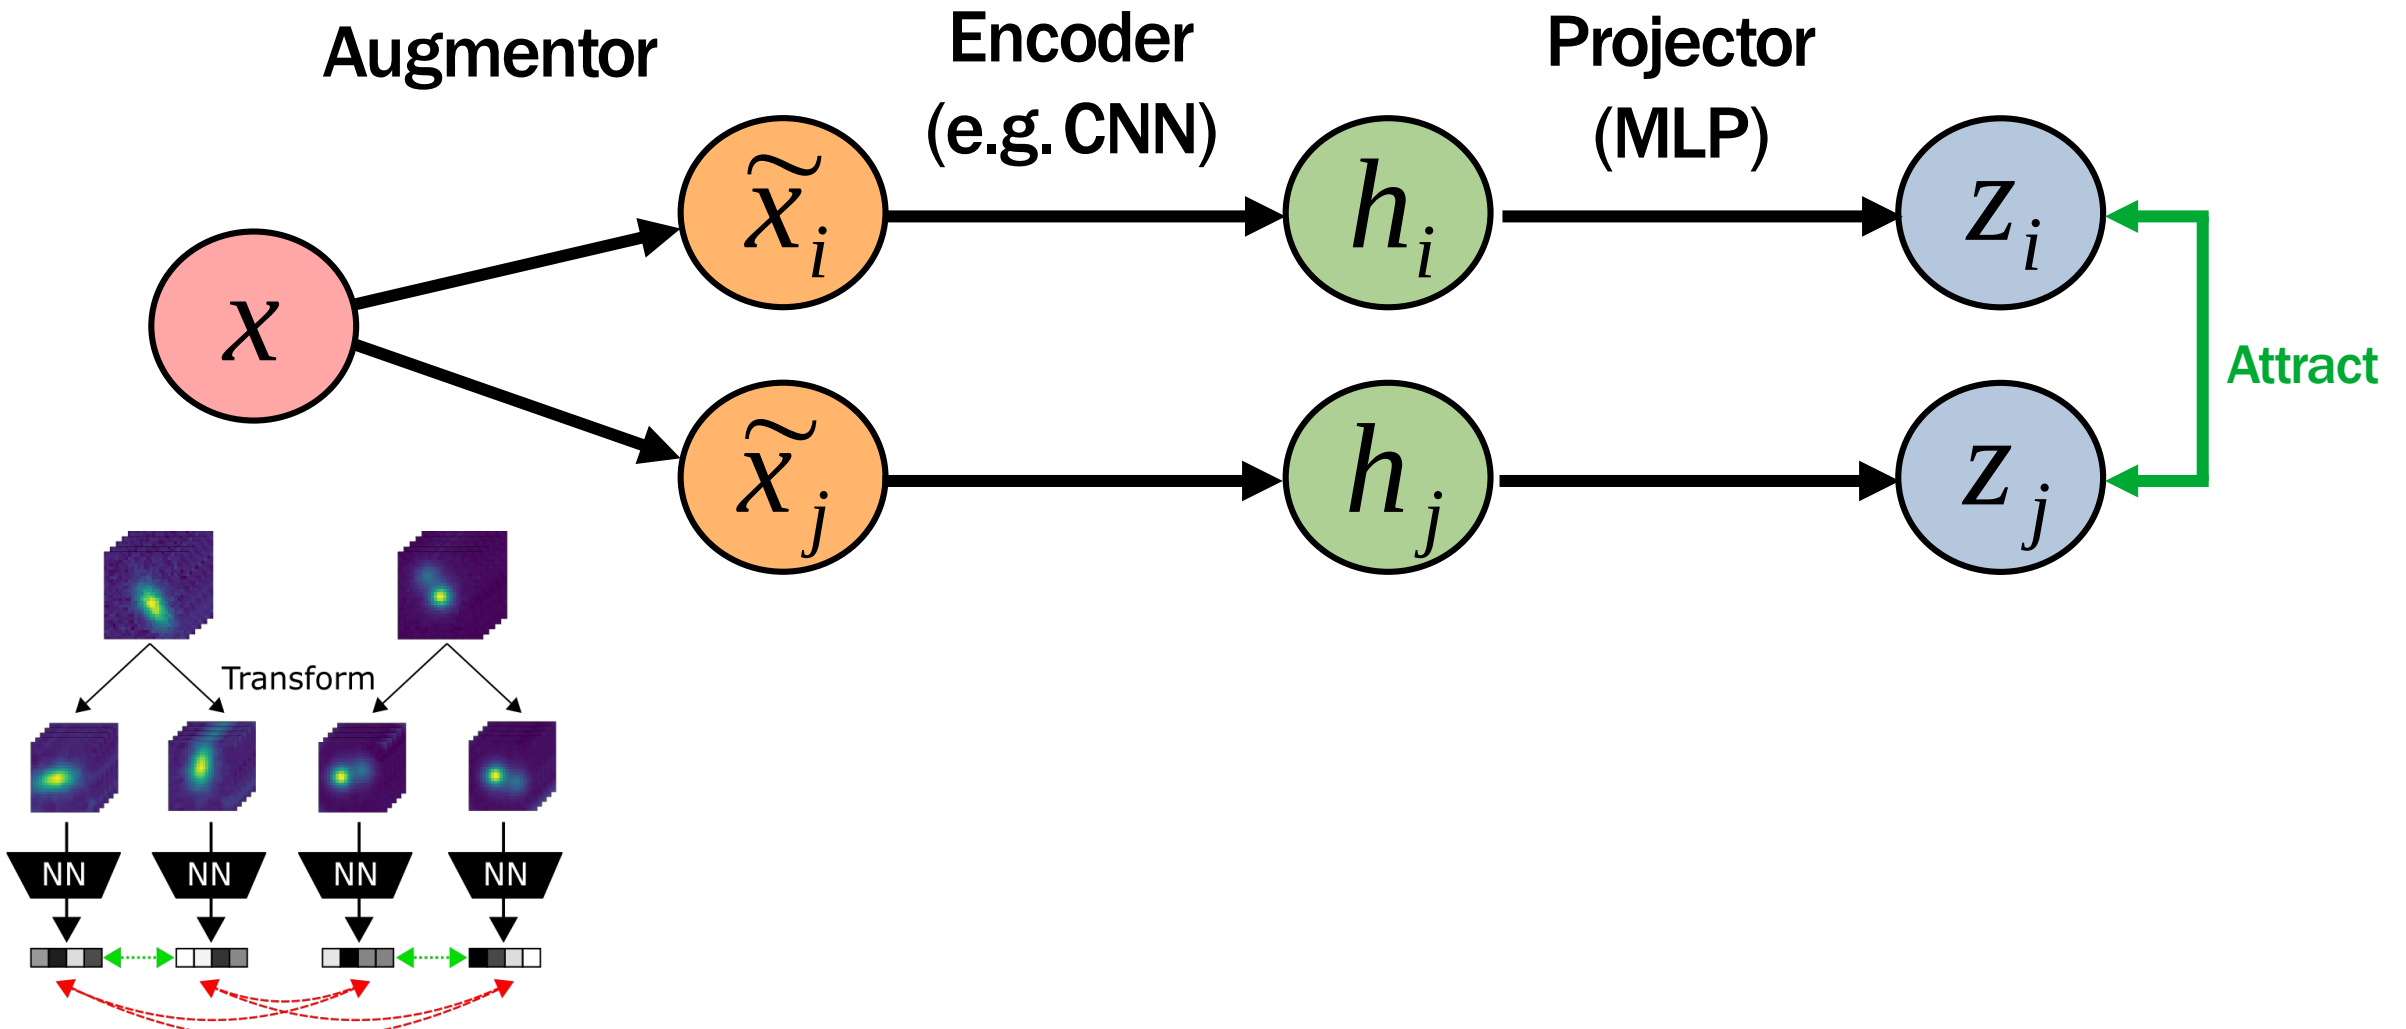 Augmentor
Encoder
(e.g. CNN)
Projector
(MLP)
x
x̃ᵢ
hᵢ
zᵢ
Attract
x̃ⱼ
hⱼ
zⱼ
Transform
NN NN NN NN